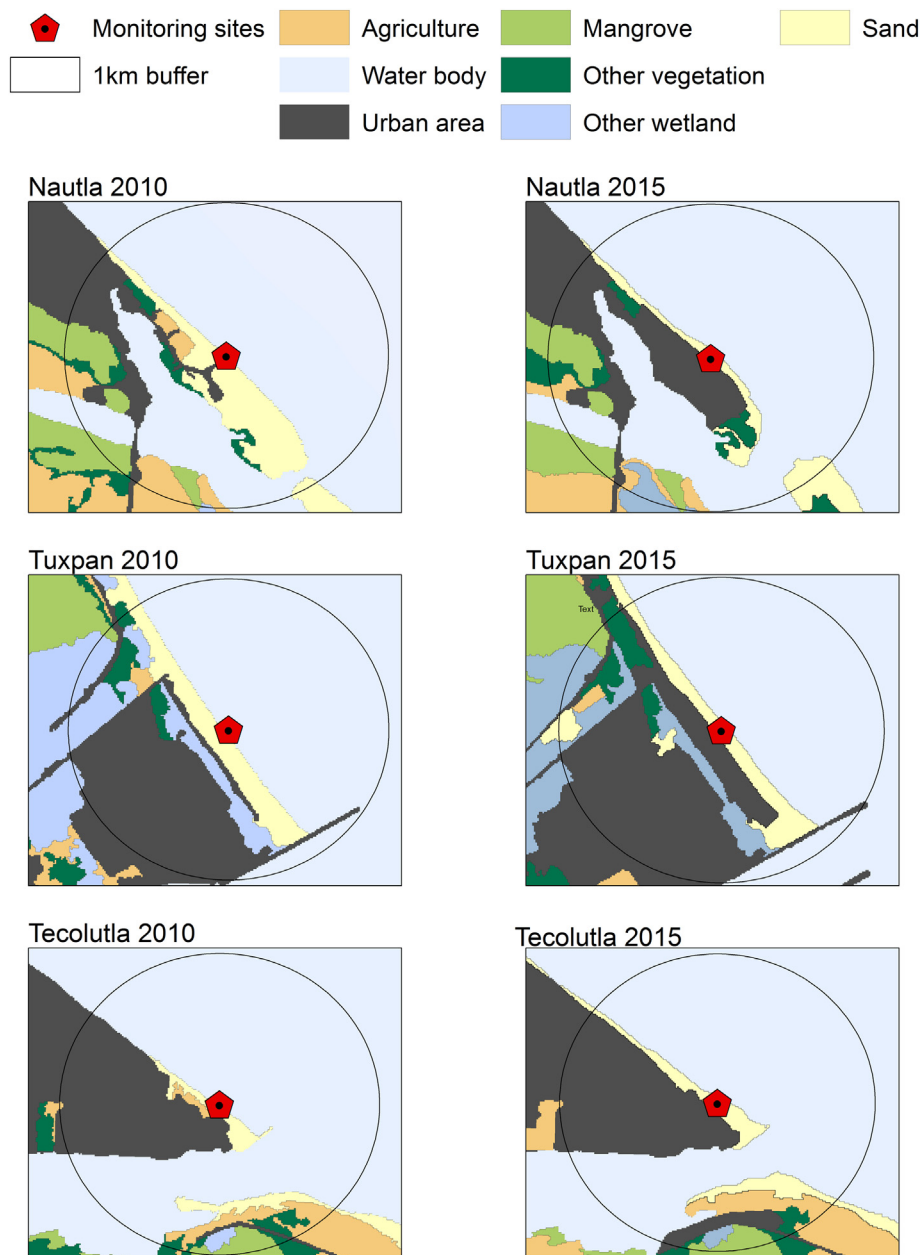 Monitoring sites Agriculture Mangrove Sand
1km buffer Water body Other vegetation
Urban area Other wetland
Nautla 2010 Nautla 2015
Tuxpan 2010 Tuxpan 2015
Text
Tecolutla 2010 Tecolutla 2015